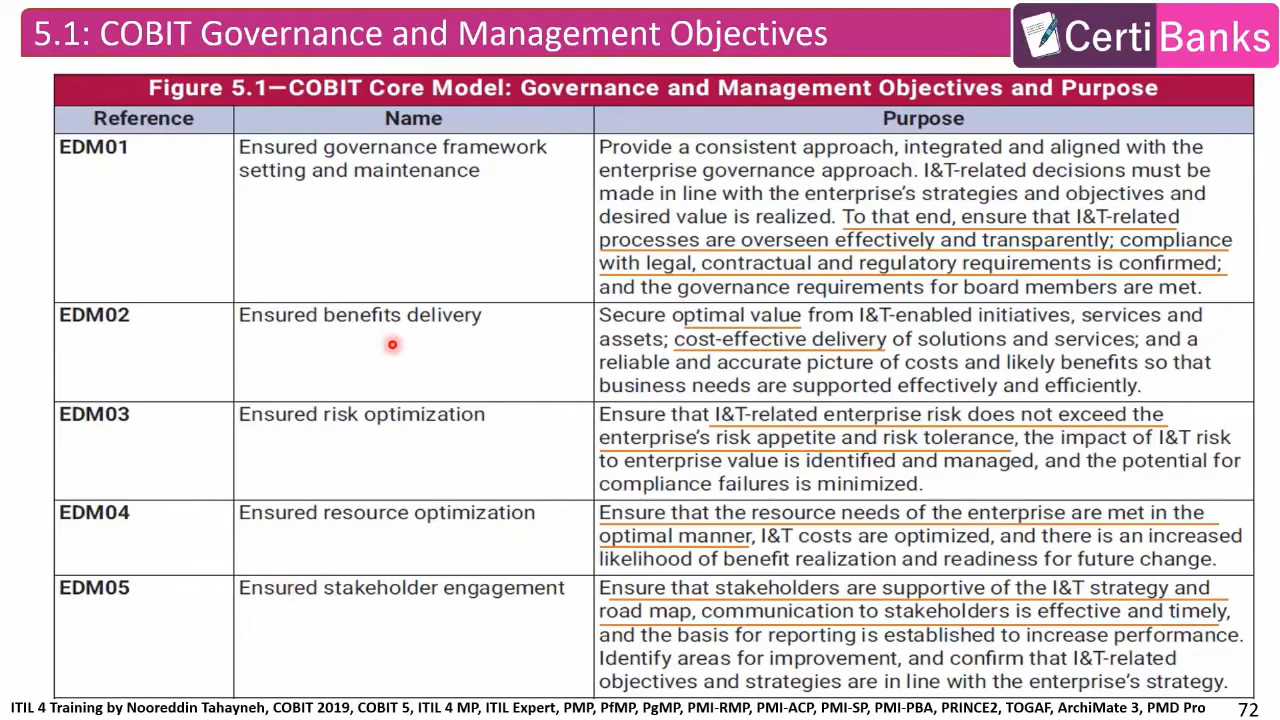 5.1: COBIT Governance and Management Objectives
CertiBanks
Figure 5.1—COBIT Core Model: Governance and Management Objectives and Purpose
Reference Name Purpose
EDM01
Ensured governance framework
setting and maintenance
Provide a consistent approach, integrated and aligned with the
enterprise governance approach. I&T-related decisions must be
made in line with the enterprise's strategies and objectives and
desired value is realized. To that end, ensure that I&T-related
processes are overseen effectively and transparently; compliance
with legal, contractual and regulatory requirements is confirmed;
and the governance requirements for board members are met.
EDM02
Ensured benefits delivery
Secure optimal value from I&T-enabled initiatives, services and
assets; cost-effective delivery of solutions and services; and a
reliable and accurate picture of costs and likely benefits so that
business needs are supported effectively and efficiently.
EDM03
Ensured risk optimization
Ensure that I&T-related enterprise risk does not exceed the
enterprise's risk appetite and risk tolerance, the impact of I&T risk
to enterprise value is identified and managed, and the potential for
compliance failures is minimized.
EDM04
Ensured resource optimization
Ensure that the resource needs of the enterprise are met in the
optimal manner, I&T costs are optimized, and there is an increased
likelihood of benefit realization and readiness for future change.
EDM05
Ensured stakeholder engagement
Ensure that stakeholders are supportive of the I&T strategy and
road map, communication to stakeholders is effective and timely,
and the basis for reporting is established to increase performance.
Identify areas for improvement, and confirm that I&T-related
objectives and strategies are in line with the enterprise's strategy.
ITIL 4 Training by Nooreddin Tahayneh, COBIT 2019, COBIT 5, ITIL 4 MP, ITIL Expert, PMP, PfMP, PgMP, PMI-RMP, PMI-ACP, PMI-SP, PMI-PBA, PRINCE2, TOGAF, ArchiMate 3, PMD Pro
72